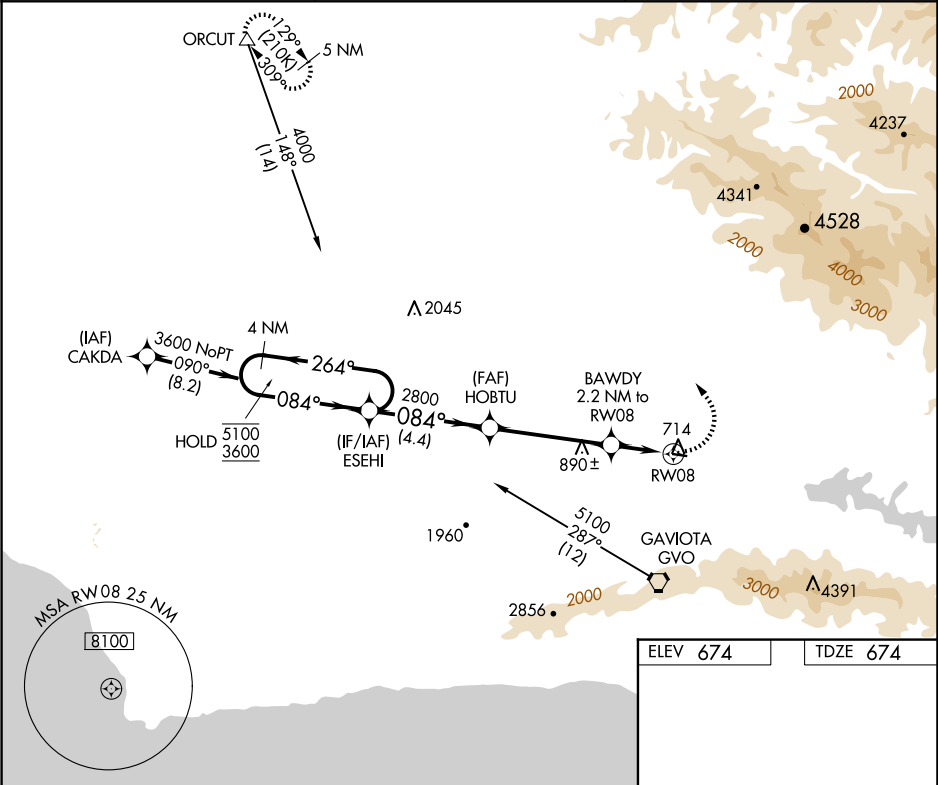 ORCUT
129°
(210K)
309°
5 NM
4000
148°
(14)
2000
4237
4341
4528
2000
4000
3000
2045
(IAF)
CAKDA
3600 NoPT
090°
(8.2)
4 NM
264°
084°
HOLD
5100
3600
(IF/IAF)
ESEHI
2800
084°
(4.4)
(FAF)
HOBTU
BAWDY
2.2 NM to
RW08
890±
714
RW08
1960
5100
287°
(12)
GAVIOTA
GVO
2856
2000
3000
4391
MSA RW08 25 NM
8100
ELEV 674
TDZE 674